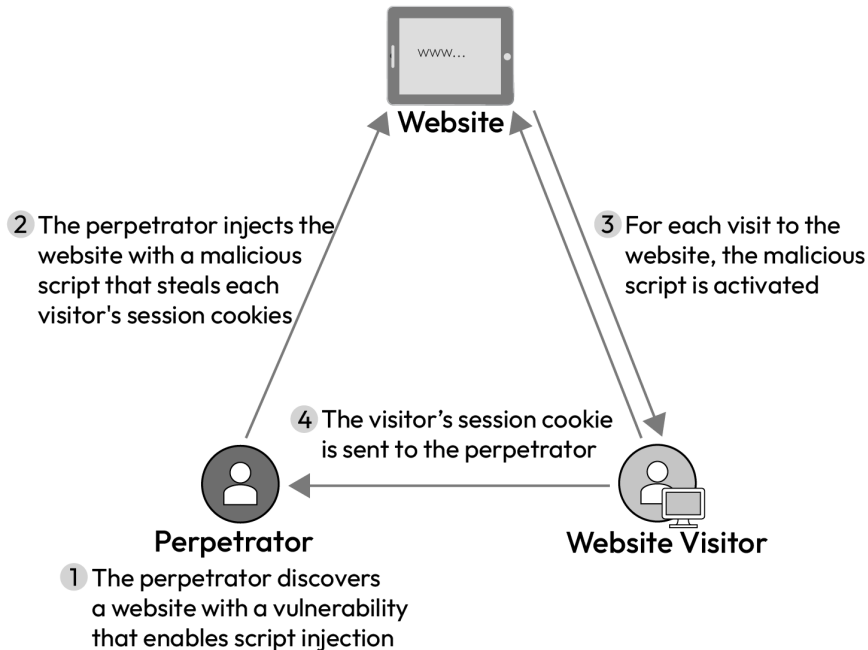 www...
Website
2 The perpetrator injects the
website with a malicious
script that steals each
visitor's session cookies
3 For each visit to the
website, the malicious
script is activated
4 The visitor’s session cookie
is sent to the perpetrator
Perpetrator
Website Visitor
1 The perpetrator discovers
a website with a vulnerability
that enables script injection